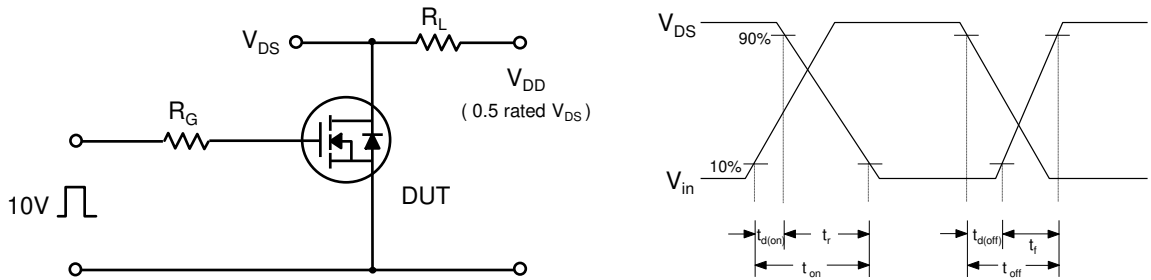 R_L
V_DS
V_DD
( 0.5 rated V_DS )
R_G
DUT
10V
V_DS
90%
10%
V_in
t_d(on)
t_r
t_on
t_d(off)
t_f
t_off